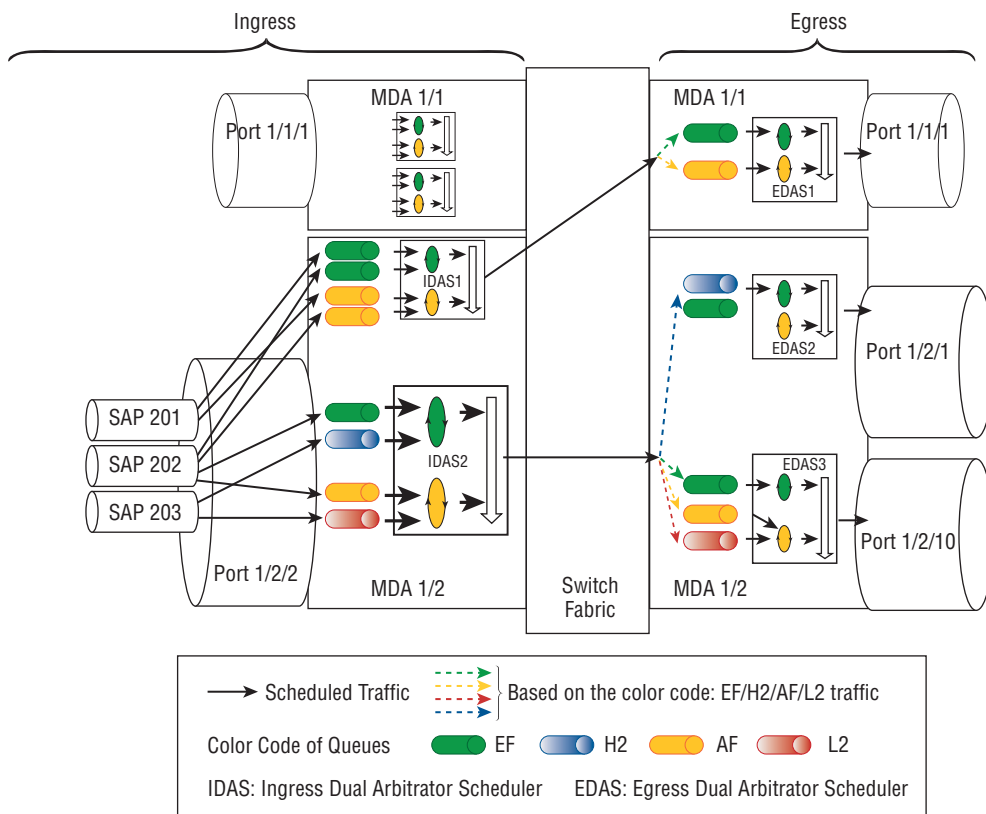 Ingress
Egress
MDA 1/1
MDA 1/1
Port 1/1/1
Port 1/1/1
EDAS1
IDAS1
EDAS2
Port 1/2/1
SAP 201
SAP 202
SAP 203
IDAS2
EDAS3
Port 1/2/10
Port 1/2/2
MDA 1/2
Switch
Fabric
MDA 1/2
Scheduled Traffic
Based on the color code: EF/H2/AF/L2 traffic
Color Code of Queues EF H2 AF L2
IDAS: Ingress Dual Arbitrator Scheduler EDAS: Egress Dual Arbitrator Scheduler